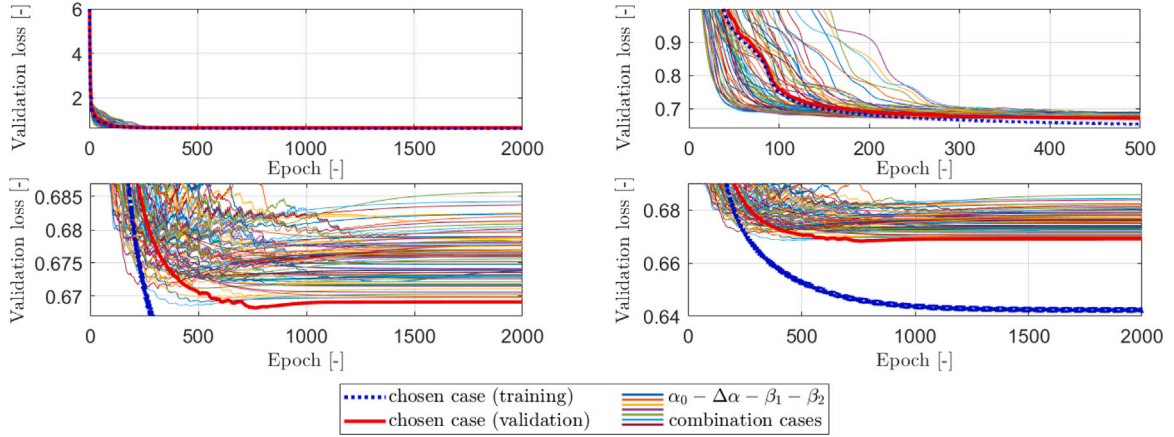 6
4
2
Validation loss [-]
0 500 1000 1500 2000
Epoch [-]
0.9
0.8
0.7
Validation loss [-]
0 100 200 300 400 500
Epoch [-]
0.685
0.68
0.675
0.67
Validation loss [-]
0 500 1000 1500 2000
Epoch [-]
0.68
0.66
0.64
Validation loss [-]
0 500 1000 1500 2000
Epoch [-]
chosen case (training)
chosen case (validation)
α₀ − Δα − β₁ − β₂
combination cases